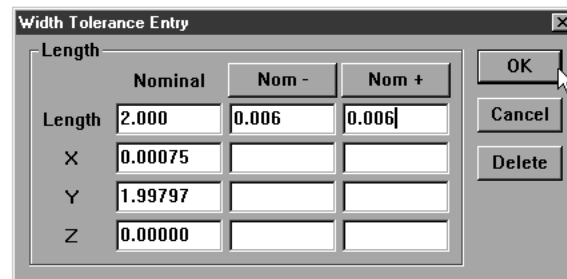 Width Tolerance Entry
Length
Nominal Nom - Nom + OK
Length 2.000 0.006 0.006 Cancel
X 0.00075 Delete
Y 1.99797
Z 0.00000